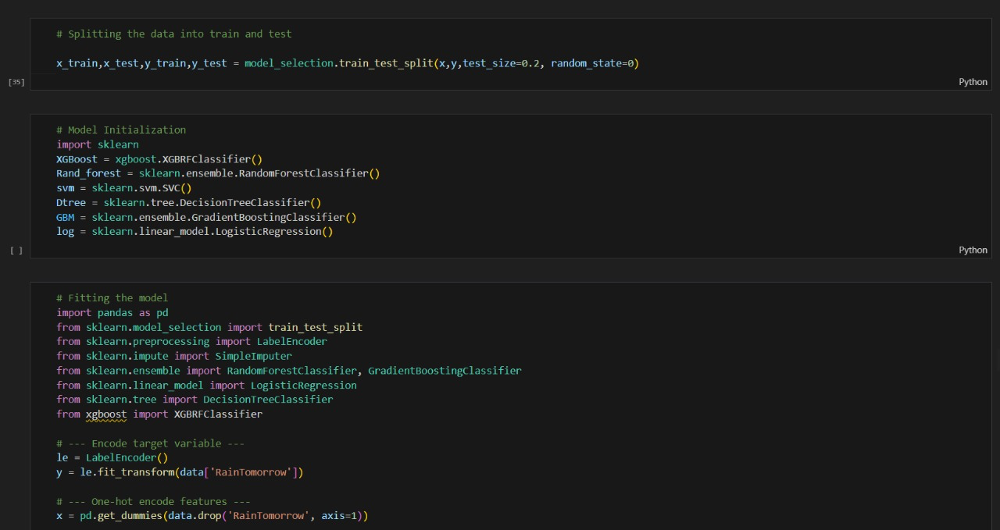 # Splitting the data into train and test
x_train,x_test,y_train,y_test = model_selection.train_test_split(x,y,test_size=0.2, random_state=0)
[35]
Python
# Model Initialization
import sklearn
XGBoost = xgboost.XGBRFClassifier()
Rand_forest = sklearn.ensemble.RandomForestClassifier()
svm = sklearn.svm.SVC()
Dtree = sklearn.tree.DecisionTreeClassifier()
GBM = sklearn.ensemble.GradientBoostingClassifier()
log = sklearn.linear_model.LogisticRegression()
[ ]
Python
# Fitting the model
import pandas as pd
from sklearn.model_selection import train_test_split
from sklearn.preprocessing import LabelEncoder
from sklearn.impute import SimpleImputer
from sklearn.ensemble import RandomForestClassifier, GradientBoostingClassifier
from sklearn.linear_model import LogisticRegression
from sklearn.tree import DecisionTreeClassifier
from xgboost import XGBRFClassifier
# --- Encode target variable ---
le = LabelEncoder()
y = le.fit_transform(data['RainTomorrow'])
# --- One-hot encode features ---
x = pd.get_dummies(data.drop('RainTomorrow', axis=1))